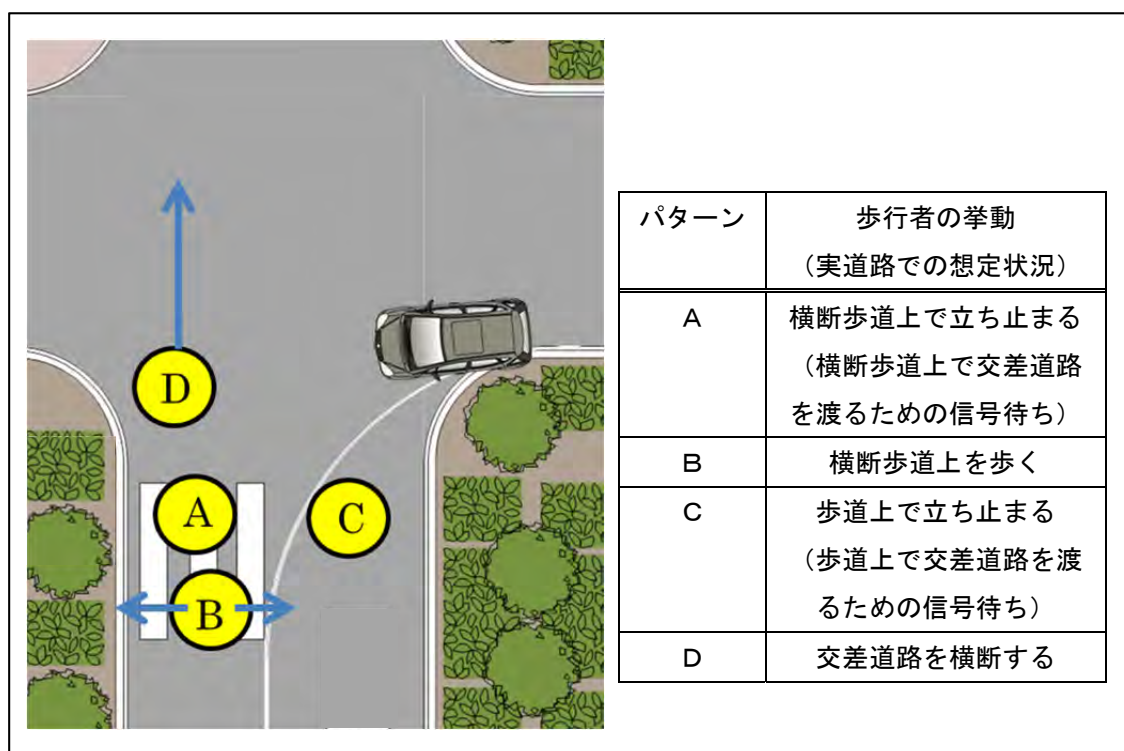 D
A
C
B
パターン 歩行者の挙動
(実道路での想定状況)
A 横断歩道上で立ち止まる
(横断歩道上で交差道路
を渡るための信号待ち)
B 横断歩道上を歩く
C 歩道上で立ち止まる
(歩道上で交差道路を渡
るための信号待ち)
D 交差道路を横断する